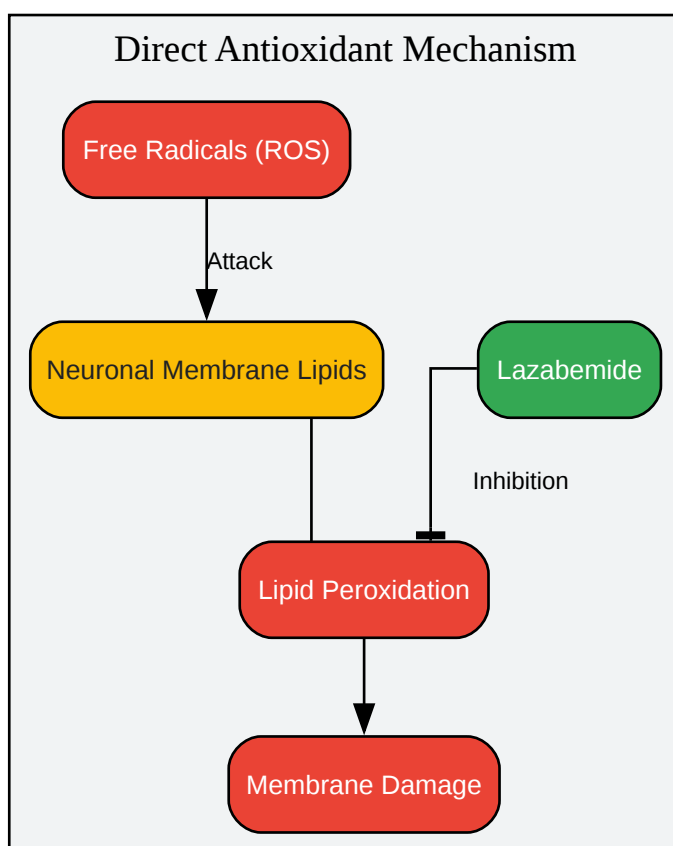 Direct Antioxidant Mechanism
Free Radicals (ROS)
Attack
Neuronal Membrane Lipids
Lazabemide
Inhibition
Lipid Peroxidation
Membrane Damage